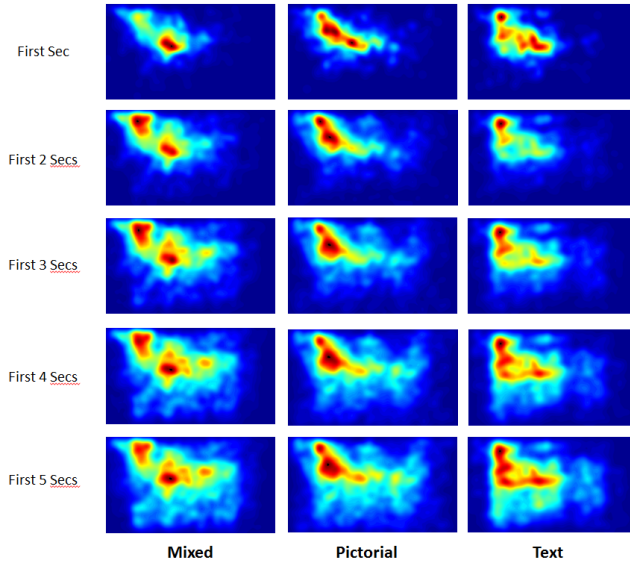 First Sec
First 2 Secs
First 3 Secs
First 4 Secs
First 5 Secs
Mixed Pictorial Text